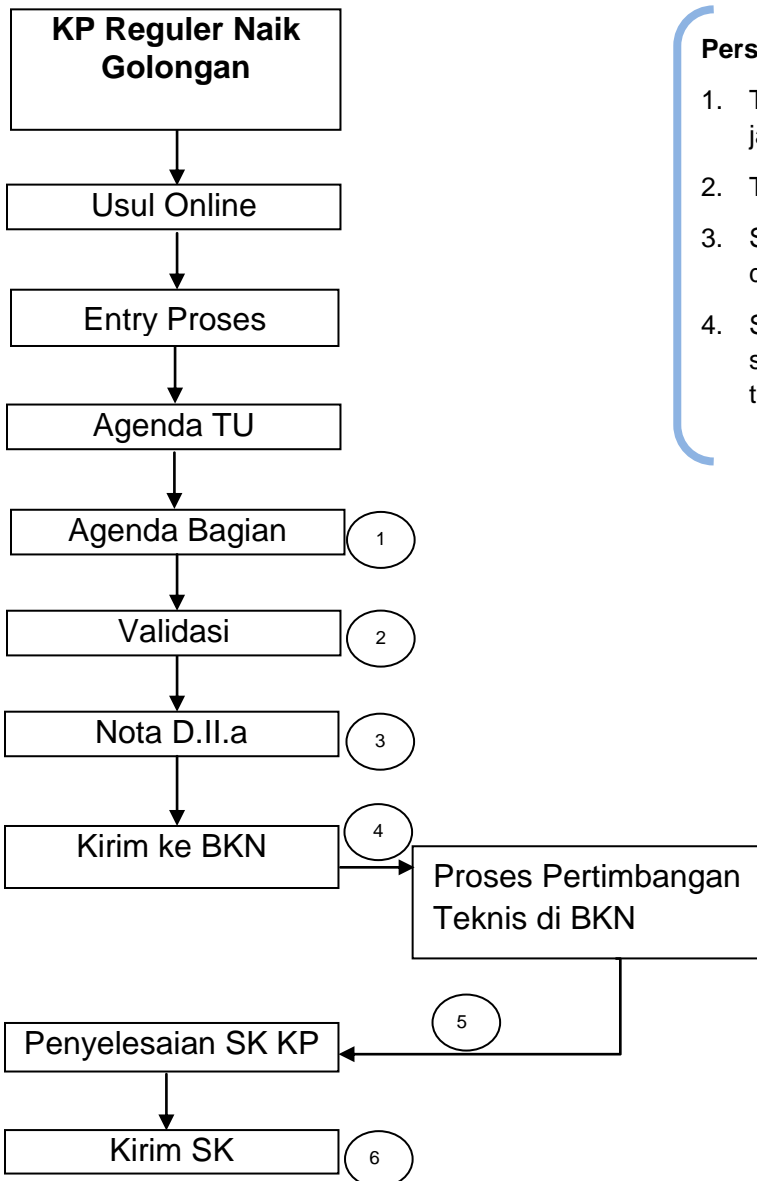 KP Reguler Naik
Golongan
Usul Online
Entry Proses
Agenda TU
Agenda Bagian
1
Validasi
2
Nota D.II.a
3
Kirim ke BKN
4
Proses Pertimbangan
Teknis di BKN
5
Penyelesaian SK KP
Kirim SK
6
Pers
1. T
ja
2. T
3. S
4. S
s
t